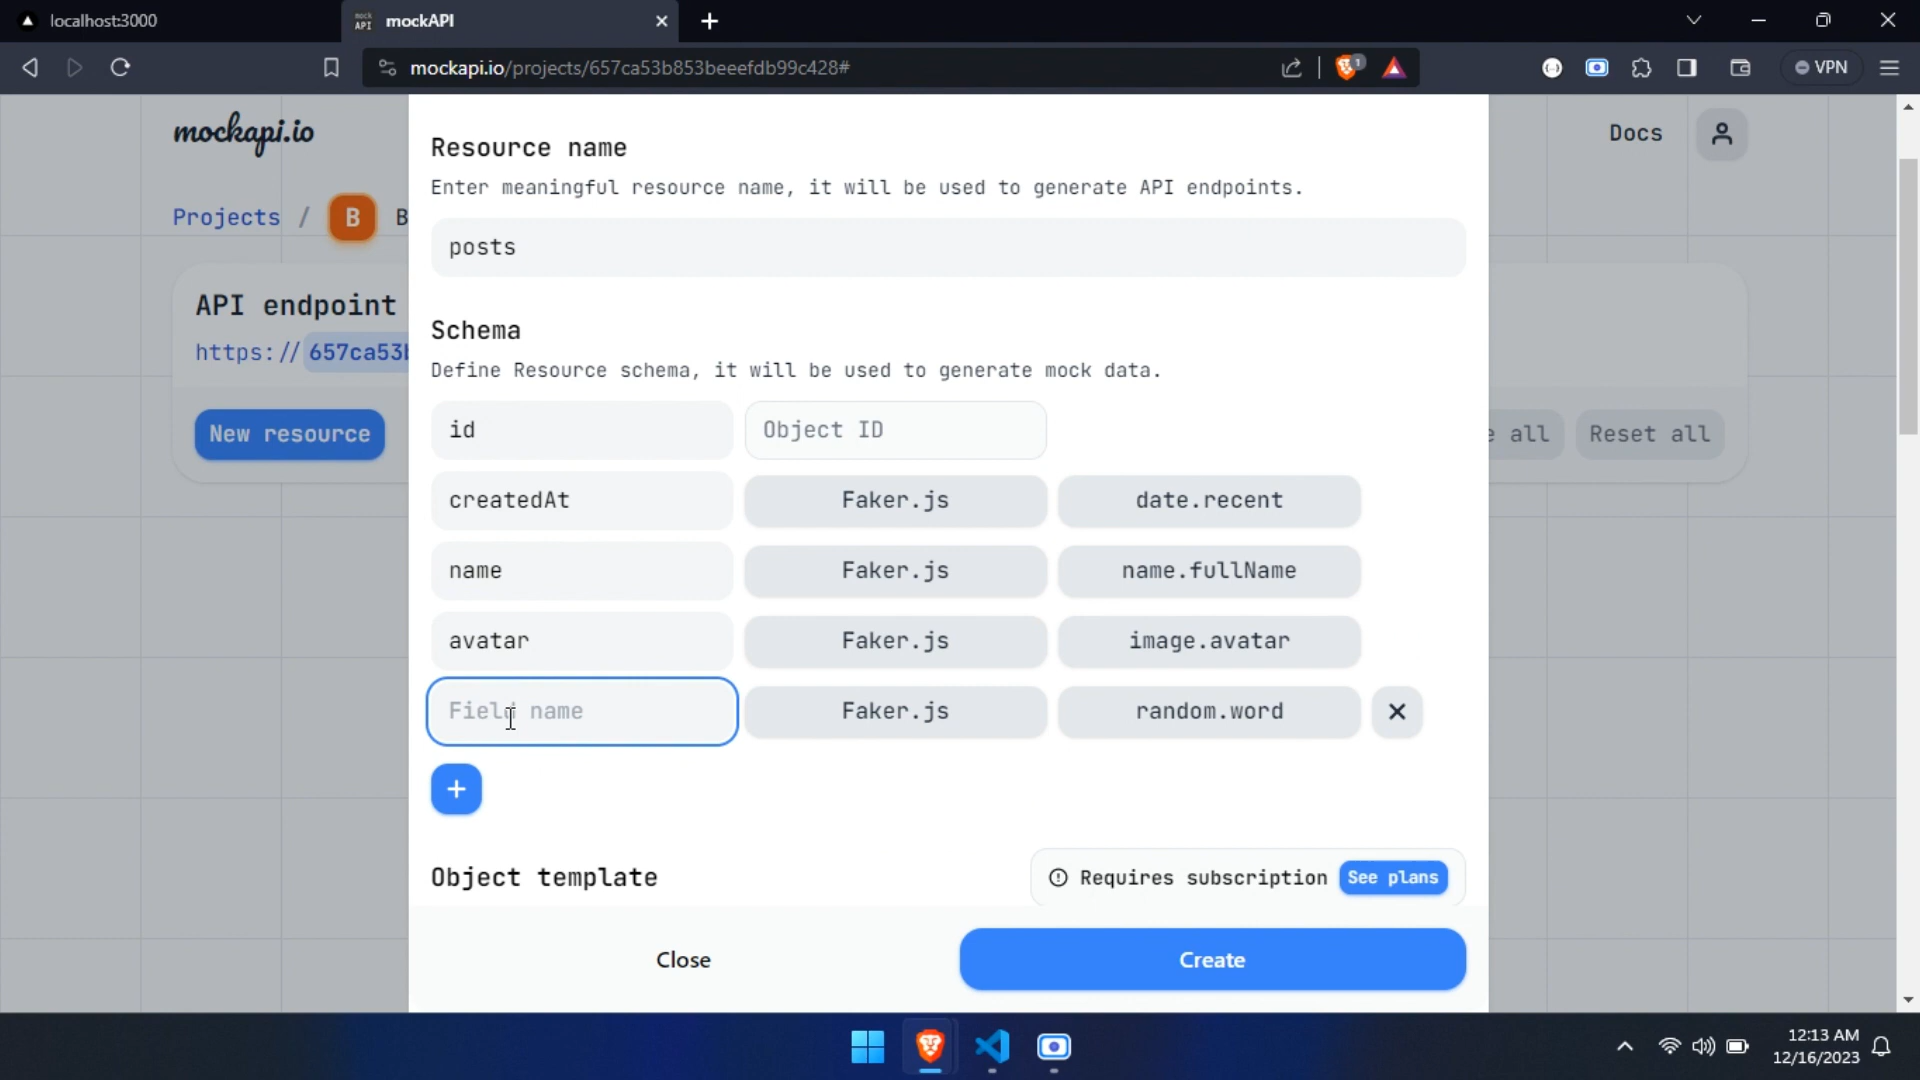 localhost:3000
mock API
mockAPI
mockapi.io/projects/657ca53b853beeefdb99c428#
1
VPN
mockapi.io
Docs
Projects / B B
API endpoint
https://657ca53b
New resource
e all
Reset all
Resource name
Enter meaningful resource name, it will be used to generate API endpoints.
posts
Schema
Define Resource schema, it will be used to generate mock data.
id
Object ID
createdAt
Faker.js
date.recent
name
Faker.js
name.fullName
avatar
Faker.js
image.avatar
Field name
Faker.js
random.word
Object template
Requires subscription
See plans
Close
Create
12:13 AM
12/16/2023